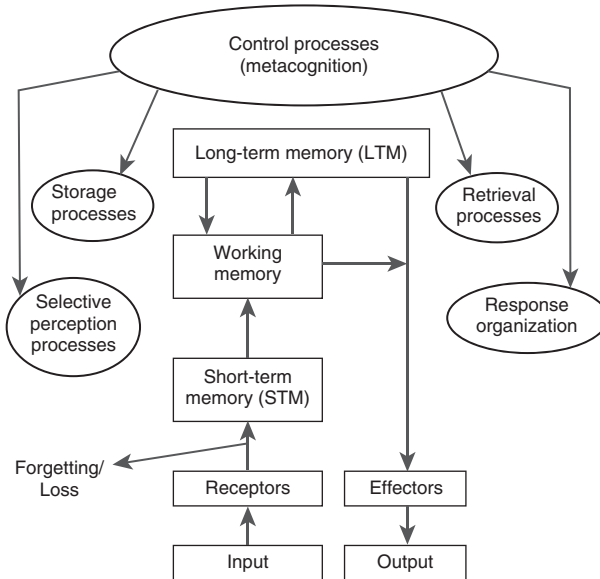 Control processes
(metacognition)
Long-term memory (LTM)
Storage
processes
Retrieval
processes
Working
memory
Selective
perception
processes
Response
organization
Short-term
memory (STM)
Forgetting/
Loss
Receptors
Effectors
Input
Output